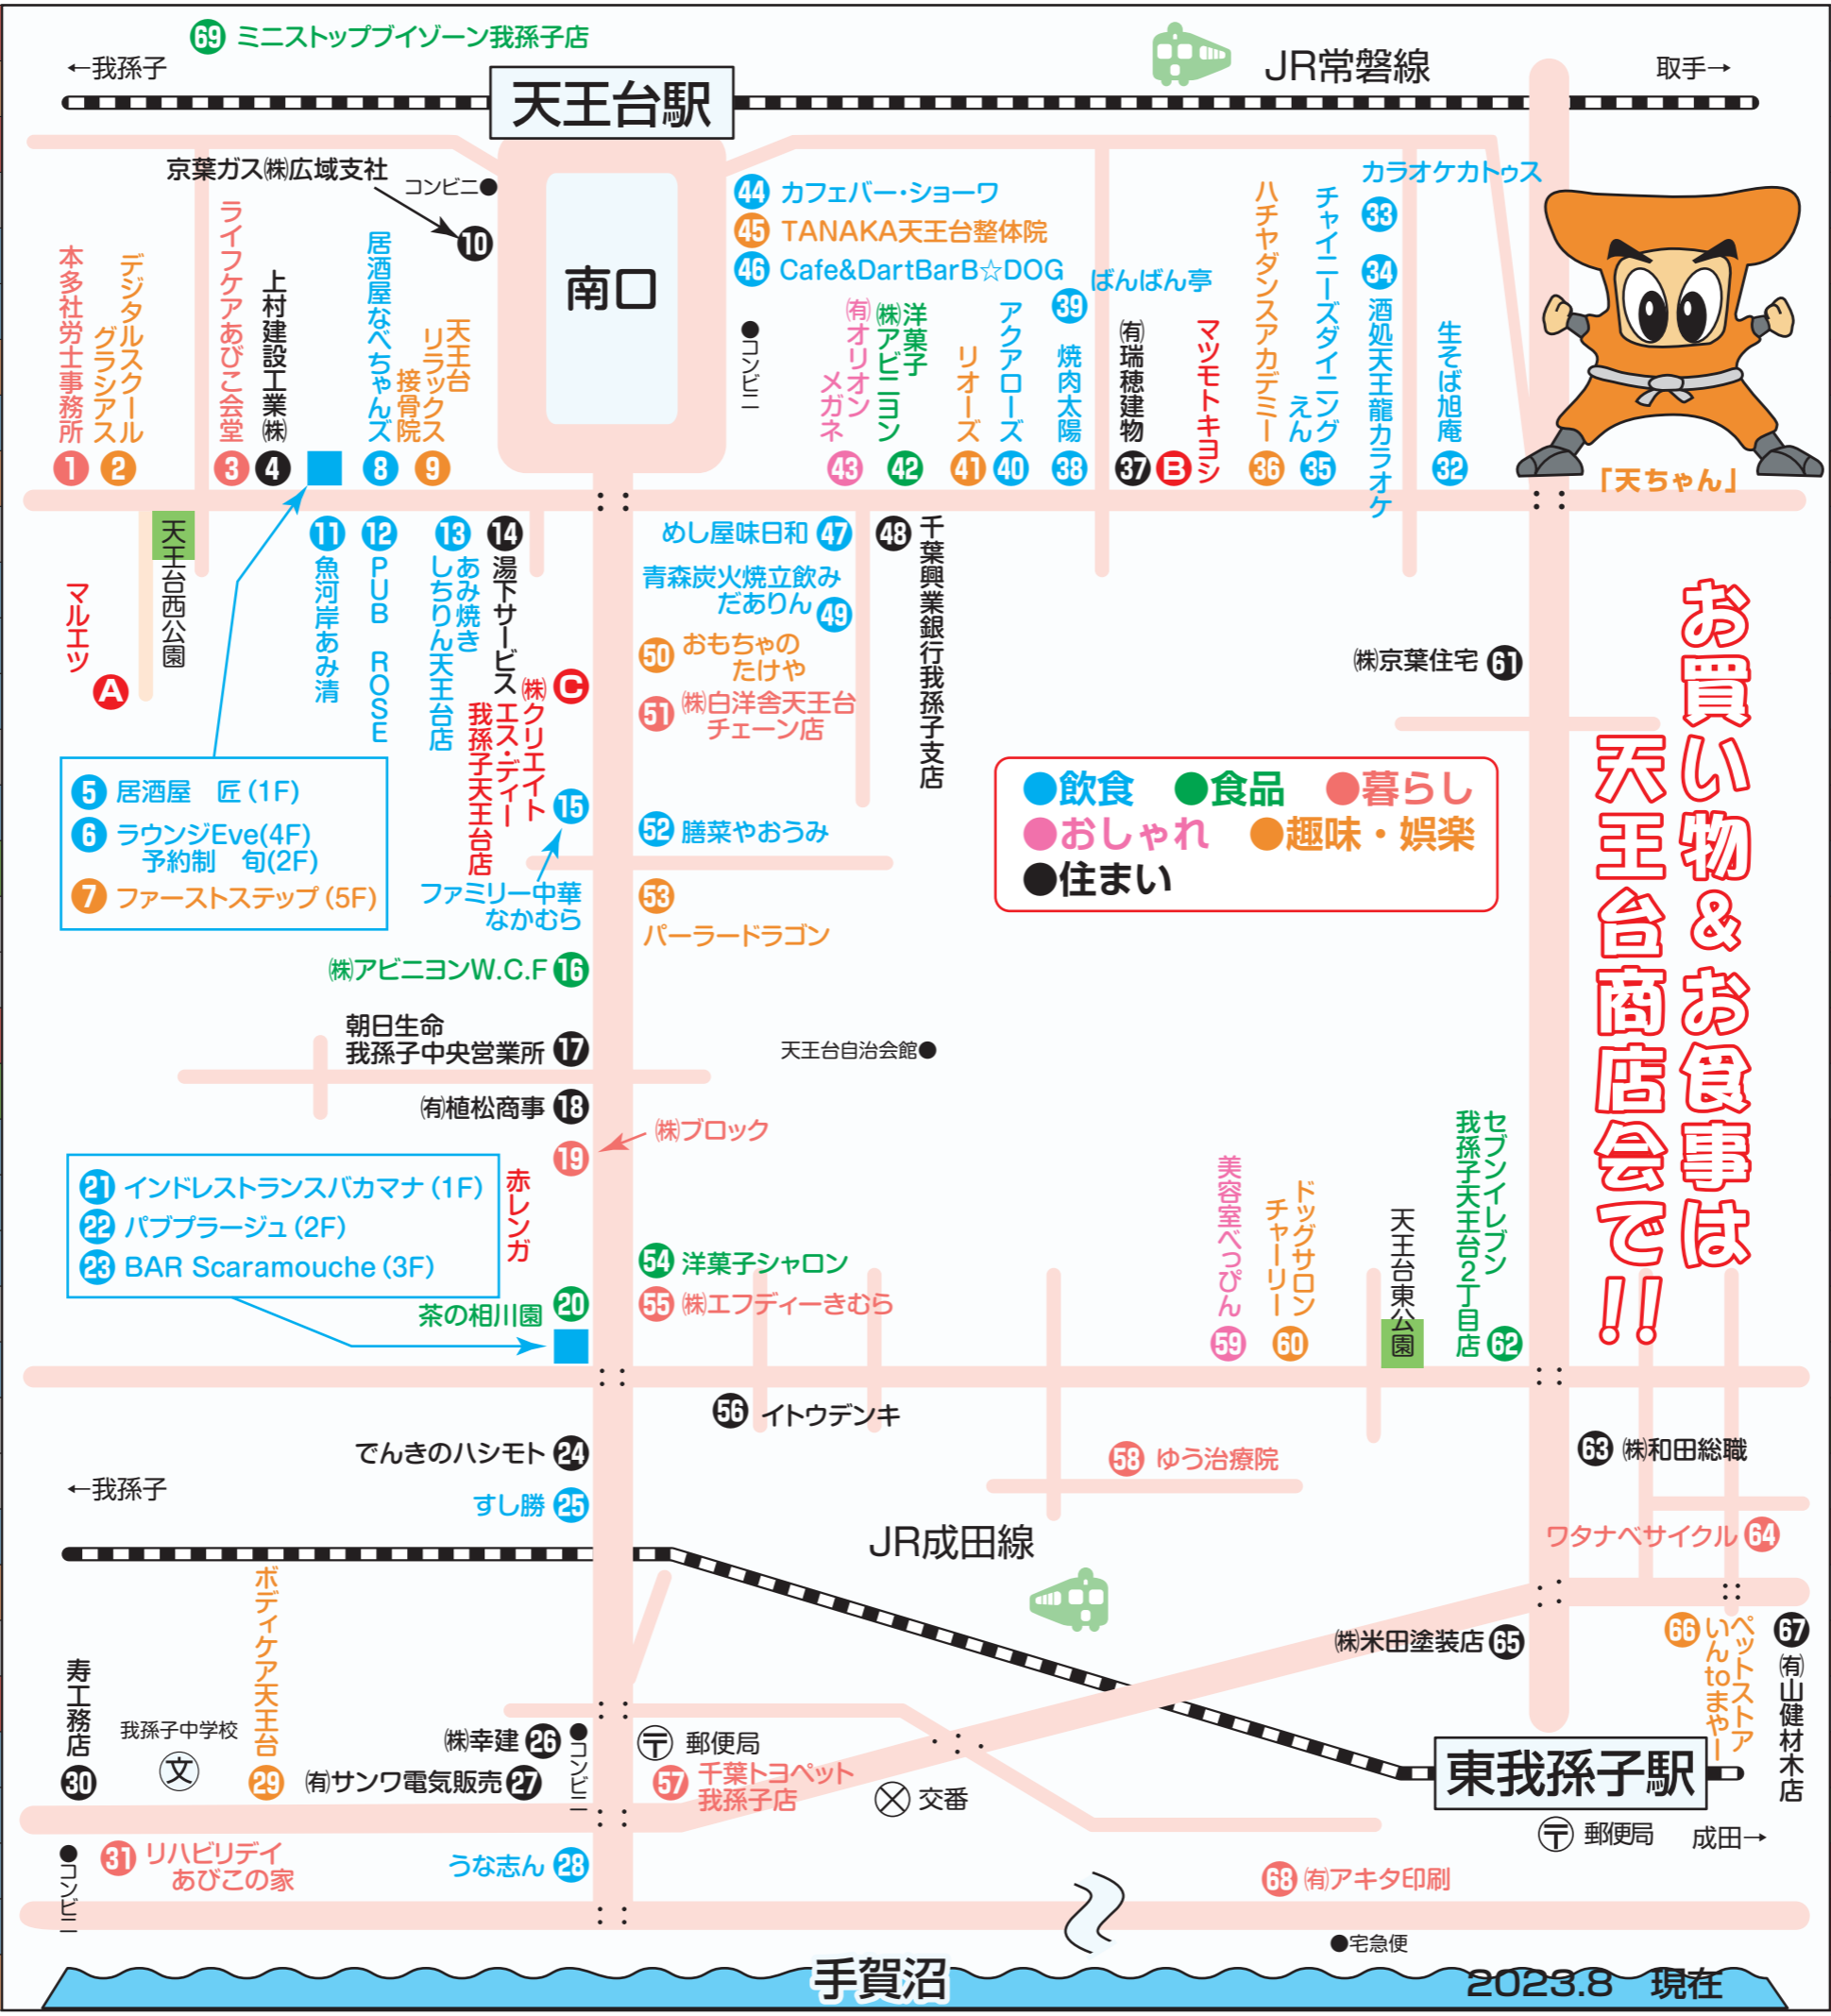 69 ミニストップブイゾーン我孫子店
←我孫子
天王台駅
JR常磐線
取手→
京葉ガス㈱広域支社
コンビニ●
10
南口
44 カフェバー・ショーワ
45 TANAKA天王台整体院
46 Cafe&DartBarB☆DOG
●コンビニ
本多社労士事務所
1
デジタルスクール
グラシアス
2
ライフケアあびこ会堂
3
上村建設工業㈱
4
居酒屋なべちゃんズ
8
天王台
リラックス
接骨院
9
㈲オリオン
メガネ
43
洋菓子
㈱アビニヨン
42
リオーズ
41
アクアローズ
40
ばんばん亭
39
焼肉太陽
38
㈲瑞穂建物
37
マツモトキヨシ
B
ハチヤダンスアカデミー
36
チャイニーズダイニング
えん
35
カラオケカトゥス
33
34
酒処天王龍カラオケ
生そば旭庵
32
「天ちゃん」
天王台西公園
マルエツ
A
11
魚河岸あみ清
12
PUB ROSE
13
あみ焼き
しちりん天王台店
14
湯下サービス
C
㈱クリエイト
エス・ディー
我孫子天王台店
15
ファミリー中華
なかむら
めし屋味日和 47
48
千葉興業銀行我孫子支店
青森炭火焼立飲み
だありん 49
50 おもちゃの
たけや
51 ㈱白洋舎天王台
チェーン店
52 膳菜やおうみ
53
パーラードラゴン
㈱京葉住宅 61
5 居酒屋 匠(1F)
6 ラウンジEve(4F)
予約制 旬(2F)
7 ファーストステップ(5F)
●飲食 ●食品 ●暮らし
●おしゃれ ●趣味・娯楽
●住まい
お買い物&お食事は
天王台商店会で!!
㈱アビニヨンW.C.F 16
朝日生命
我孫子中央営業所 17
天王台自治会館●
㈲植松商事 18
㈱ブロック
19
21 インドレストランスバカマナ(1F)
22 パブプラージュ(2F)
23 BAR Scaramouche(3F)
赤レンガ
茶の相川園 20
54 洋菓子シャロン
55 ㈱エフディーきむら
美容室べっぴん
59
ドッグサロン
チャーリー
60
天王台東公園
セブンイレブン
我孫子天王台2丁目店
62
56 イトウデンキ
でんきのハシモト 24
58 ゆう治療院
63 ㈱和田総職
←我孫子
すし勝 25
JR成田線
ワタナベサイクル 64
ボディケア天王台
29
寿工務店
30
我孫子中学校
文
㈱幸建 26
㈲サンワ電気販売 27
●コンビニ
〒 郵便局
57 千葉トヨペット
我孫子店
交番
㈱米田塗装店 65
66
ペットストア
いんtoまやー
67
㈲山健材木店
東我孫子駅
〒 郵便局
成田→
●コンビニ
31 リハビリデイ
あびこの家
うな志ん 28
68 ㈲アキタ印刷
●宅急便
手賀沼
2023.8 現在